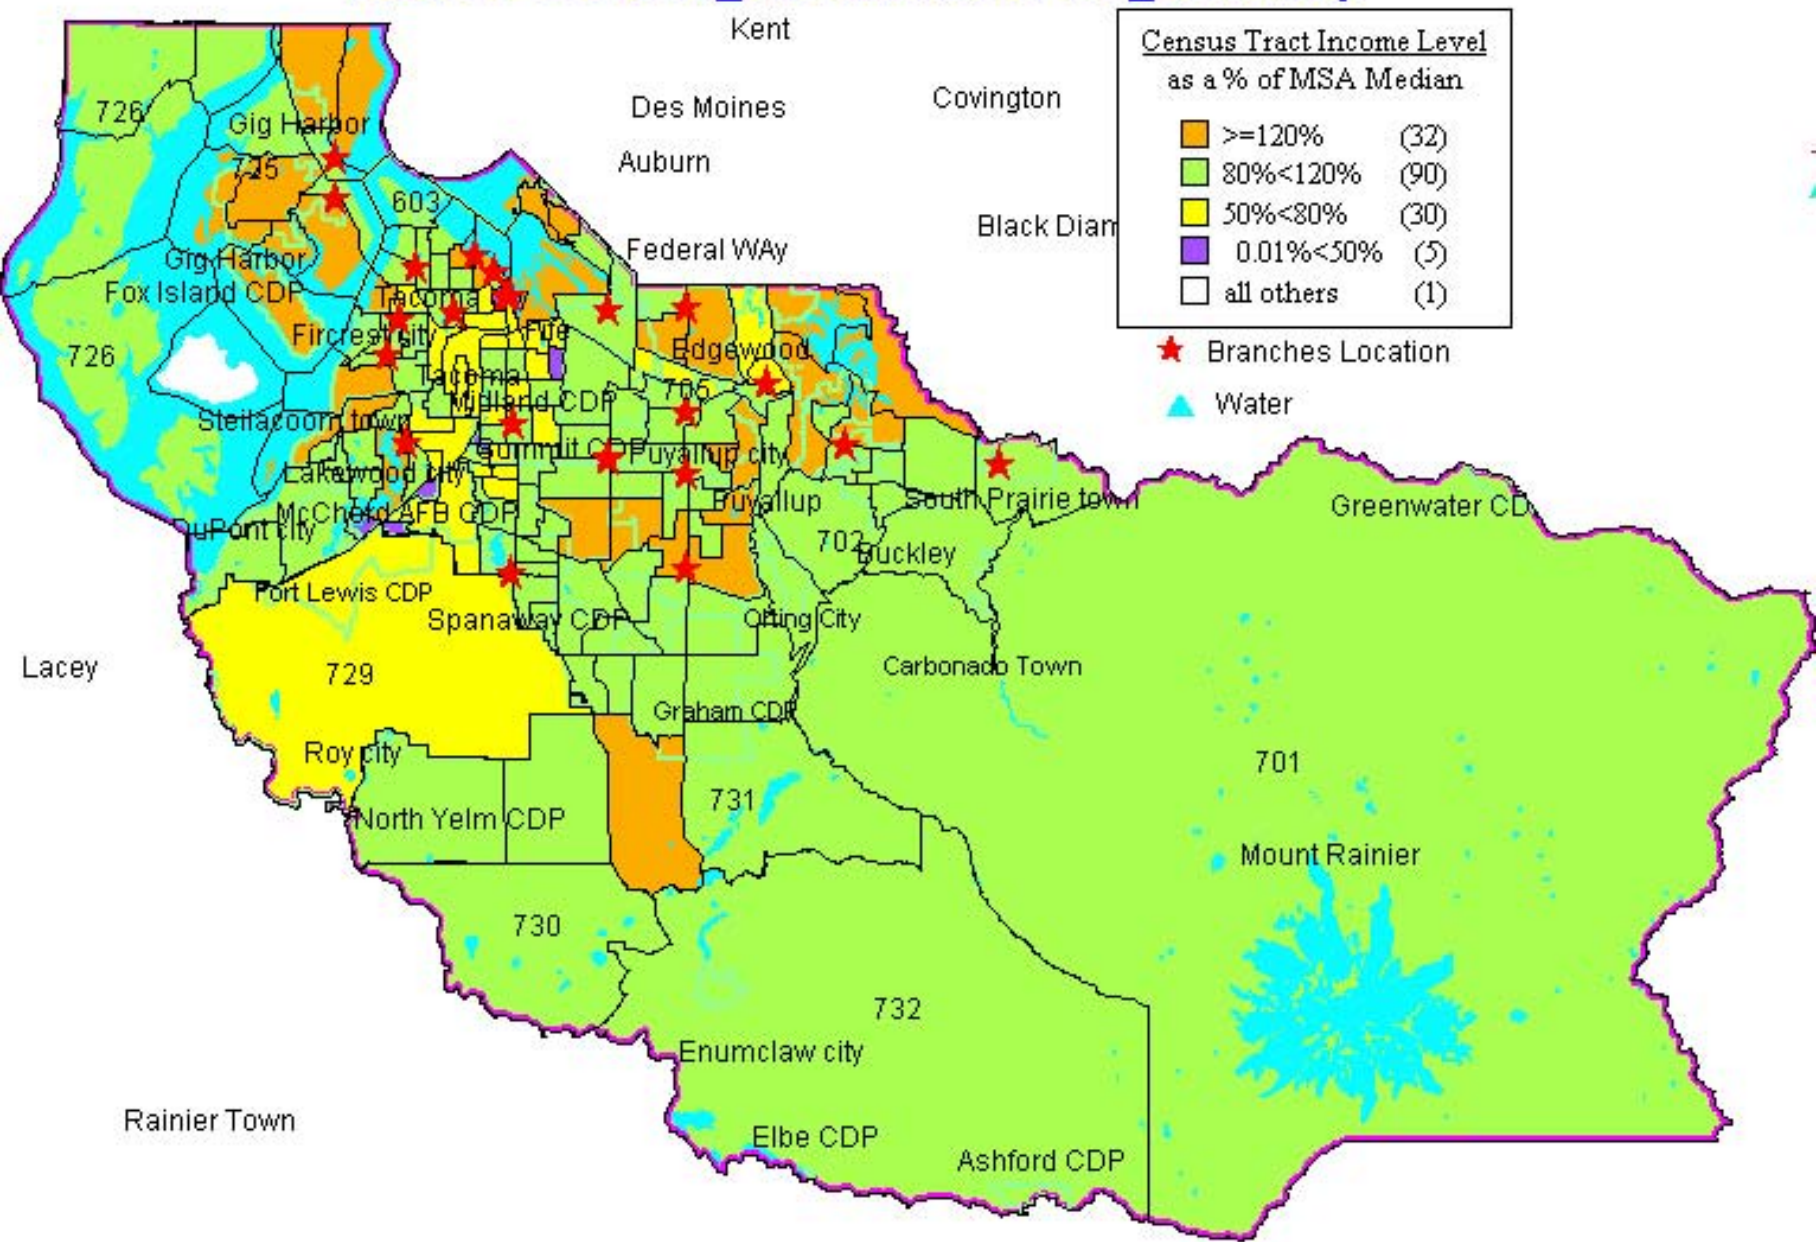 Kent
Census Tract Income Level
as a % of MSA Median
>=120% (32)
80%<120% (90)
50%<80% (30)
0.01%<50% (5)
all others (1)
Branches Location
Water
Des Moines
Covington
Auburn
Black Diam
Federal WAy
726
Gig Harbor
725
603
Gig Harbor
Fox Island CDP
Tacoma
Fircrest city
Fife
Edgewood
726
Tacoma
Midland CDP
705
Steilacoom town
Summit CDP
Puyallup city
Lakewood city
McChord AFB CDP
Puyallup
South Prairie town
Greenwater CD
DuPont city
702
Buckley
Fort Lewis CDP
Spanaway CDP
Orting City
Lacey
729
Carbonado Town
Graham CDP
Roy city
701
731
North Yelm CDP
Mount Rainier
730
732
Enumclaw city
Rainier Town
Elbe CDP
Ashford CDP